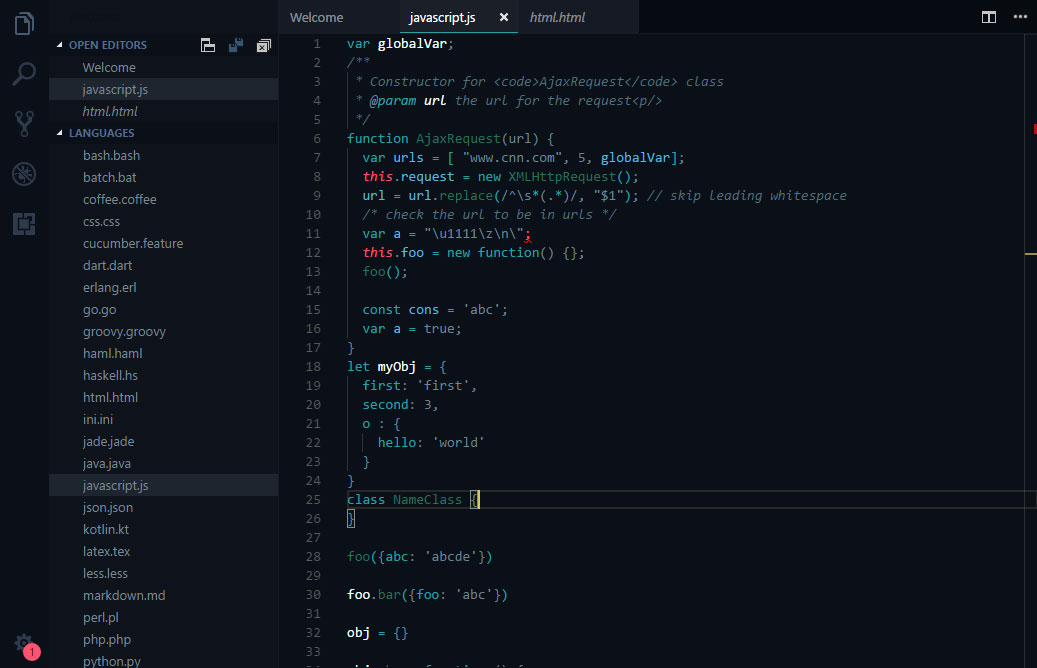 Welcome
javascript.js ×
html.html
OPEN EDITORS
Welcome
javascript.js
html.html
LANGUAGES
bash.bash
batch.bat
coffee.coffee
css.css
cucumber.feature
dart.dart
erlang.erl
go.go
groovy.groovy
haml.haml
haskell.hs
html.html
ini.ini
jade.jade
java.java
javascript.js
json.json
kotlin.kt
latex.tex
less.less
markdown.md
perl.pl
php.php
python.py
1
1 var globalVar;
2 /**
3 * Constructor for <code>AjaxRequest</code> class
4 * @param url the url for the request<p/>
5 */
6 function AjaxRequest(url) {
7 var urls = [ "www.cnn.com", 5, globalVar];
8 this.request = new XMLHttpRequest();
9 url = url.replace(/^\s*(.*)/, "$1"); // skip leading whitespace
10 /* check the url to be in urls */
11 var a = "\u1111\z\n\";
12 this.foo = new function() {};
13 foo();
14
15 const cons = 'abc';
16 var a = true;
17 }
18 let myObj = {
19 first: 'first',
20 second: 3,
21 o : {
22 hello: 'world'
23 }
24 }
25 class NameClass {
26 }
27
28 foo({abc: 'abcde'})
29
30 foo.bar({foo: 'abc'})
31
32 obj = {}
33